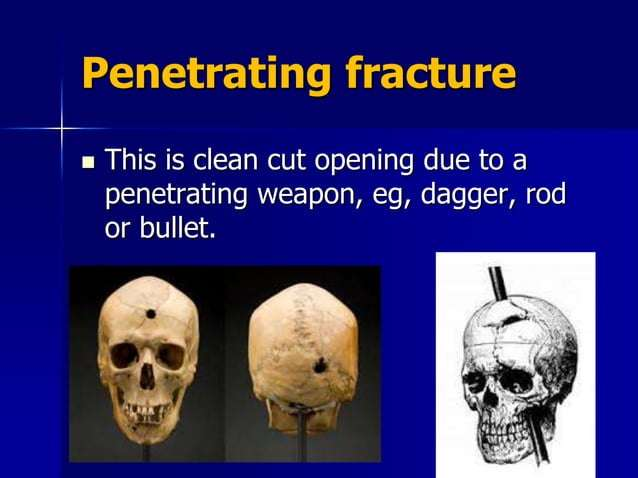 Penetrating fracture
This is clean cut opening due to a
penetrating weapon, eg, dagger, rod
or bullet.